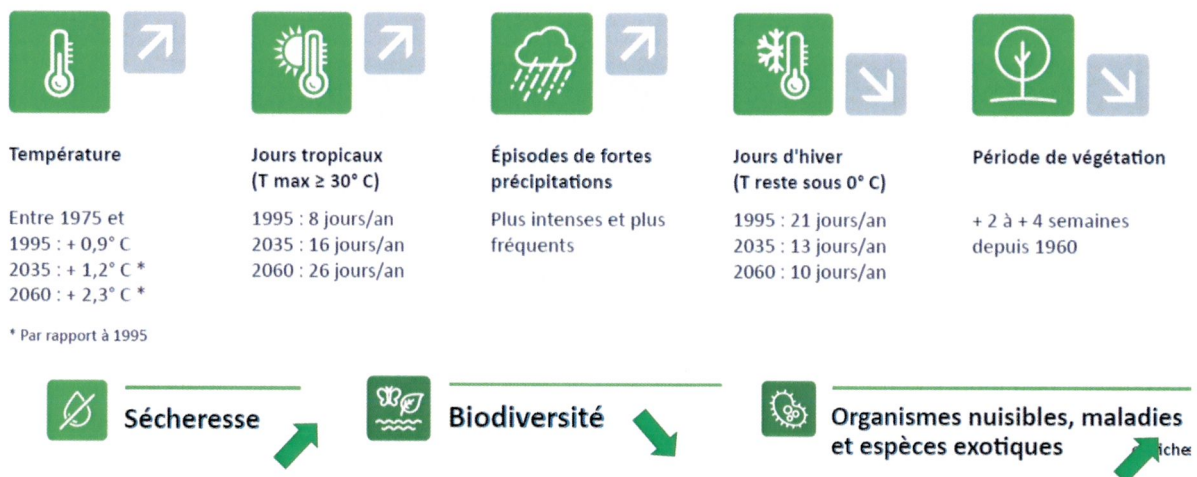 Température
Entre 1975 et
1995 : + 0,9° C
2035 : + 1,2° C *
2060 : + 2,3° C *
* Par rapport à 1995
Jours tropicaux
(T max ≥ 30° C)
1995 : 8 jours/an
2035 : 16 jours/an
2060 : 26 jours/an
Épisodes de fortes
précipitations
Plus intenses et plus
fréquents
Jours d'hiver
(T reste sous 0° C)
1995 : 21 jours/an
2035 : 13 jours/an
2060 : 10 jours/an
Période de végétation
+ 2 à + 4 semaines
depuis 1960
Sécheresse
Biodiversité
Organismes nuisibles, maladies
et espèces exotiques